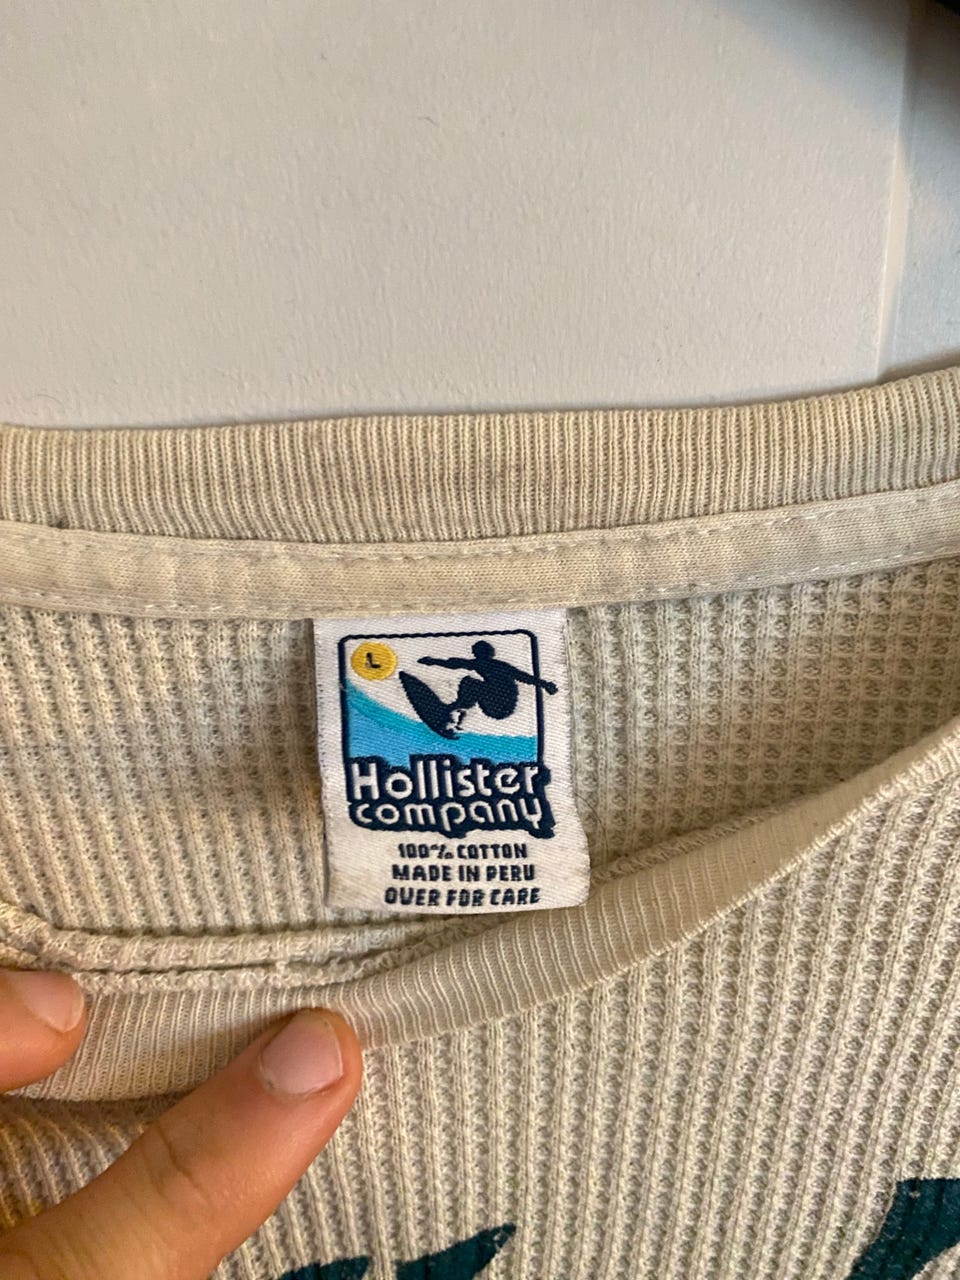 L
Hollister
company
100% COTTON
MADE IN PERU
OVER FOR CARE